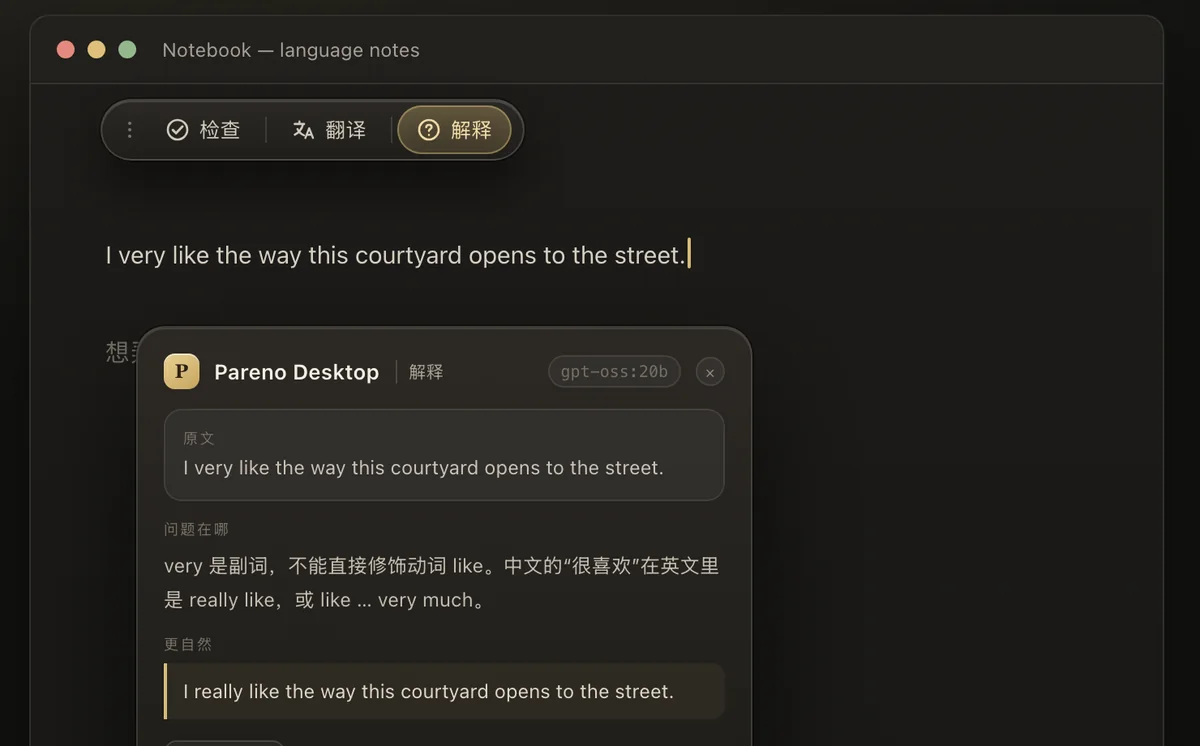 Notebook — language notes
检查 翻译 解释
I very like the way this courtyard opens to the street.
想
P Pareno Desktop 解释 gpt-oss:20b ×
原文
I very like the way this courtyard opens to the street.
问题在哪
very 是副词，不能直接修饰动词 like。中文的“很喜欢”在英文里
是 really like，或 like … very much。
更自然
I really like the way this courtyard opens to the street.